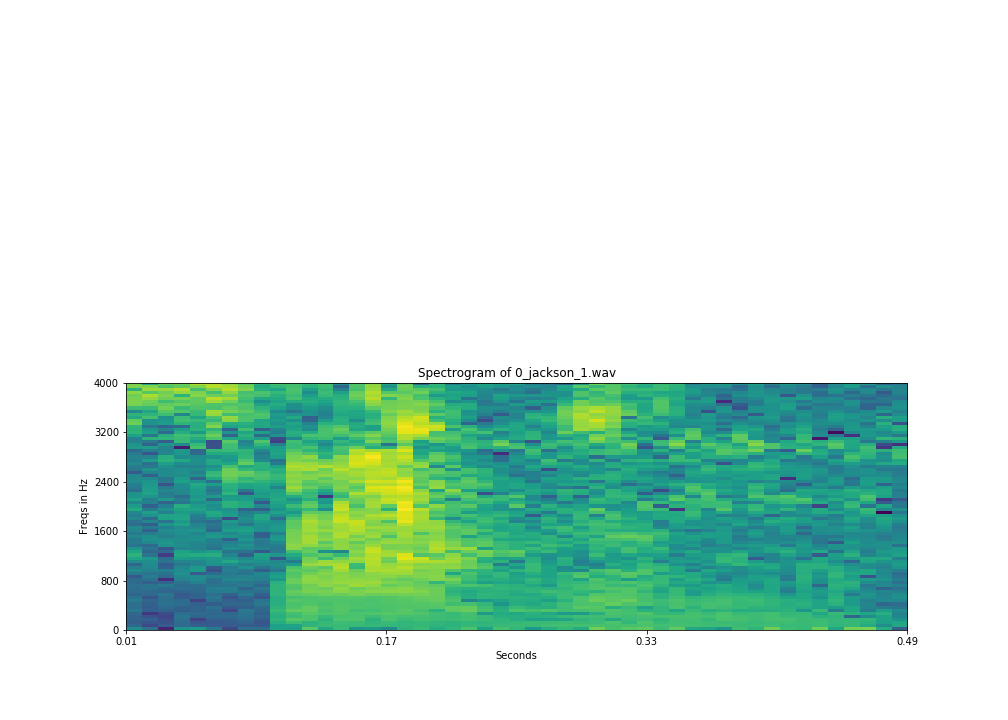 Spectrogram of 0_jackson_1.wav
4000
3200
2400
1600
800
0
Freqs in Hz
0.01 0.17 0.33 0.49
Seconds